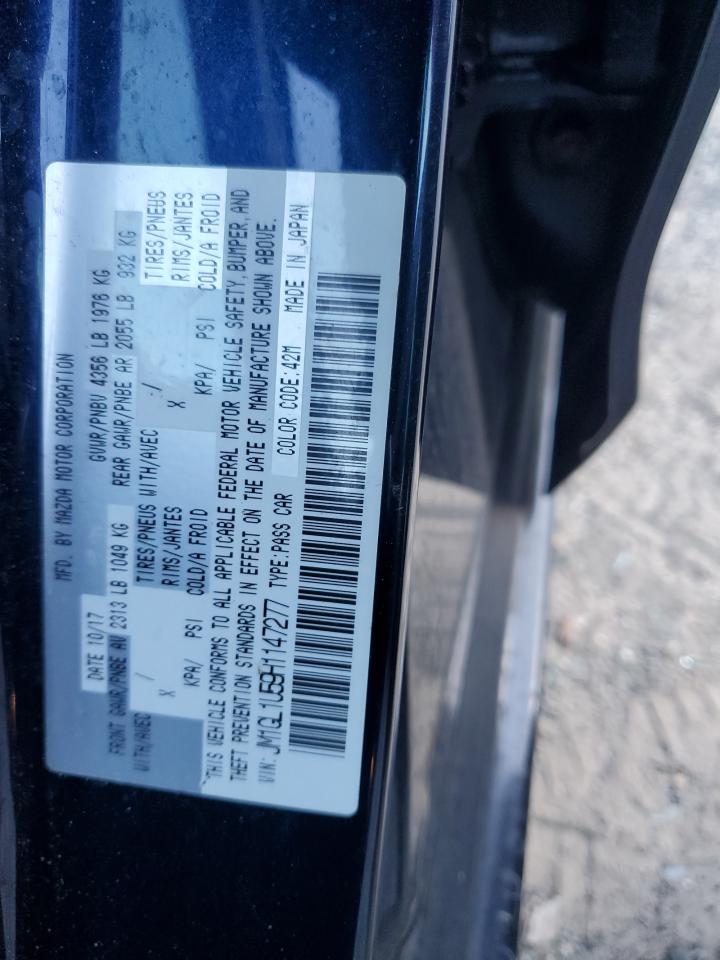 MFD. BY MAZDA MOTOR CORPORATION
DATE 10/17 GVWR/PNBV 4356 LB 1976 KG
FRONT GAWR/PNBE AV 2313 LB 1049 KG REAR GAWR/PNBE AR 2055 LB 932 KG
WITH/AVEC / TIRES/PNEUS WITH/AVEC :/ TIRES/PNEUS
X RIMS/JANTES X RIMS/JANTES
KPA/ PSI COLD/A FROID KPA/ PSI COLD/A FROID
THIS VEHICLE CONFORMS TO ALL APPLICABLE FEDERAL MOTOR VEHICLE SAFETY, BUMPER, AND
THEFT PREVENTION STANDARDS IN EFFECT ON THE DATE OF MANUFACTURE SHOWN ABOVE.
VIN: JM1GL1U59H1147277 TYPE:PASS CAR COLOR CODE:42M MADE IN JAPAN